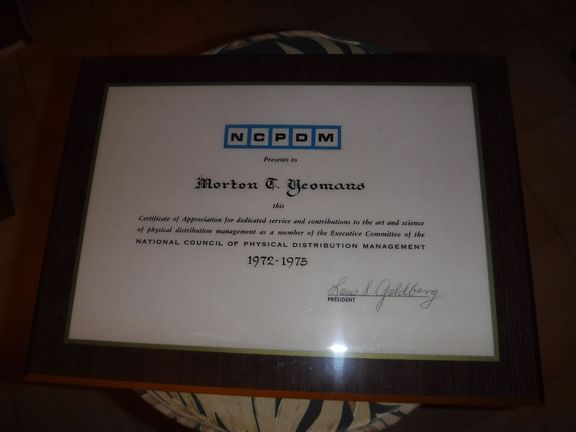 NCPDM
Presents to
Morton T. Yeomans
this
Certificate of Appreciation for dedicated service and contributions to the art and science
of physical distribution management as a member of the Executive Committee of the
NATIONAL COUNCIL OF PHYSICAL DISTRIBUTION MANAGEMENT
1972-1975
Louis S Goldberg
PRESIDENT